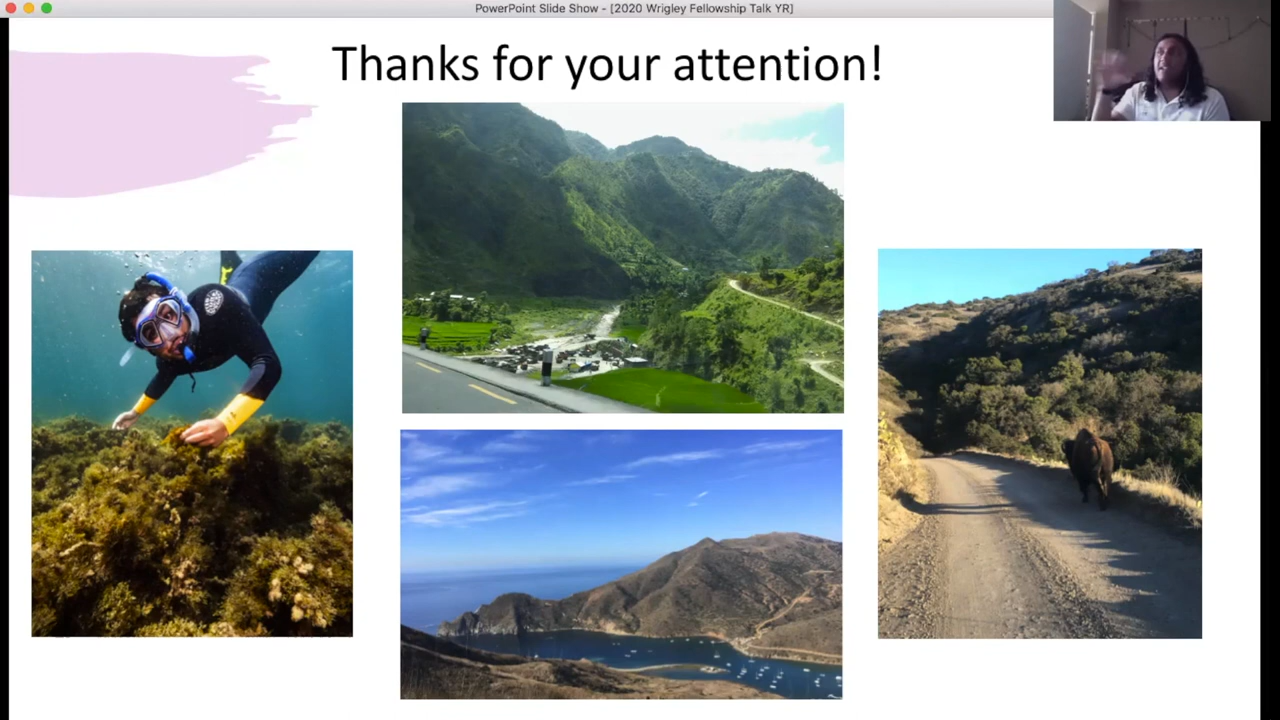 PowerPoint Slide Show - [2020 Wrigley Fellowship Talk YR]
Thanks for your attention!